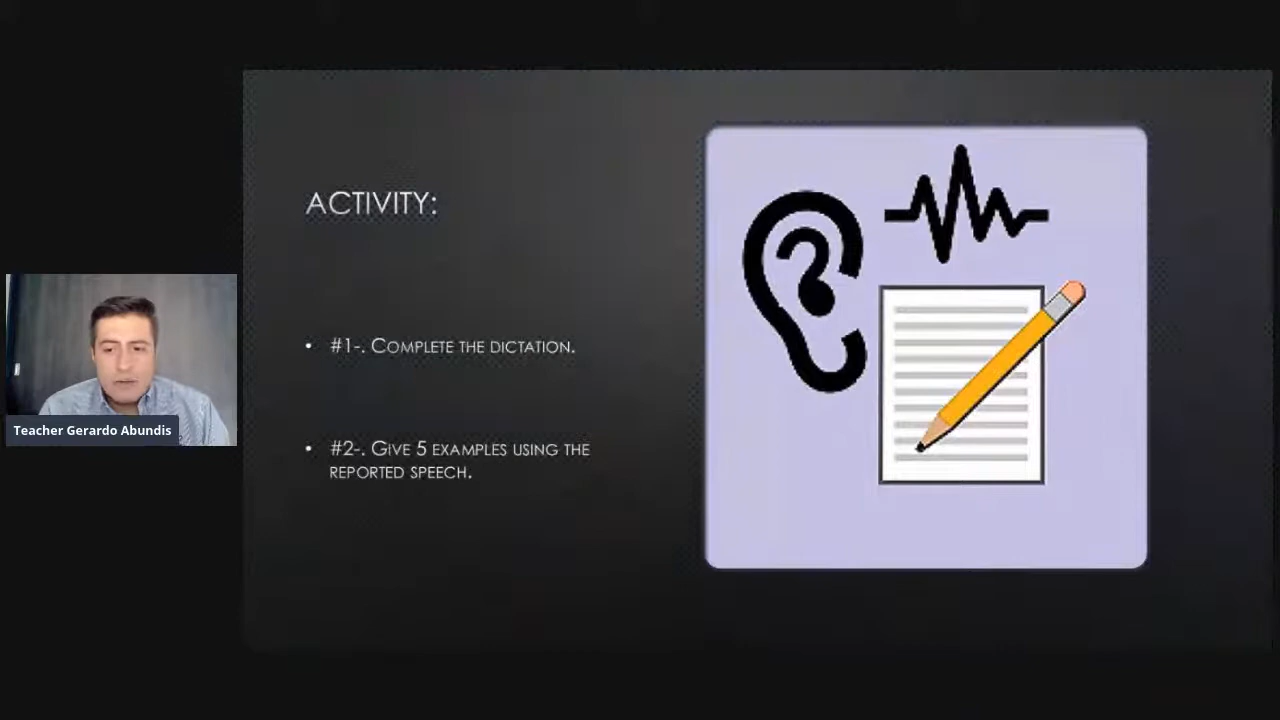 ACTIVITY:
• #1-. COMPLETE THE DICTATION.
• #2-. GIVE 5 EXAMPLES USING THE
REPORTED SPEECH.
Teacher Gerardo Abundis